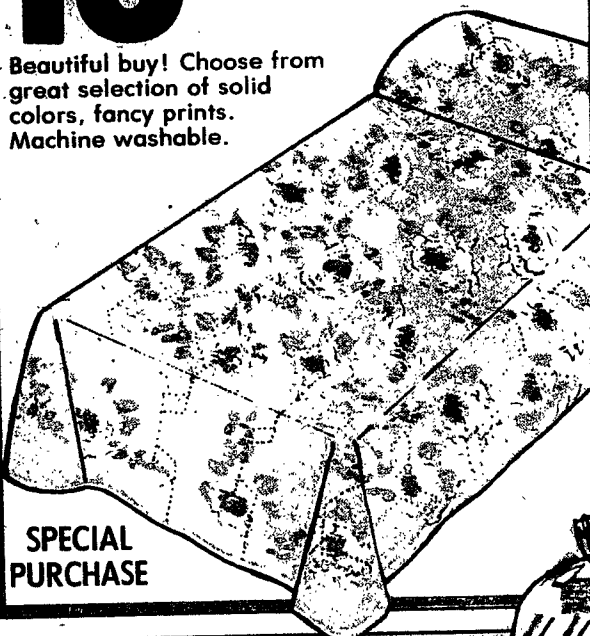 Beautiful buy! Choose from
great selection of solid
colors, fancy prints.
Machine washable.
SPECIAL
PURCHASE